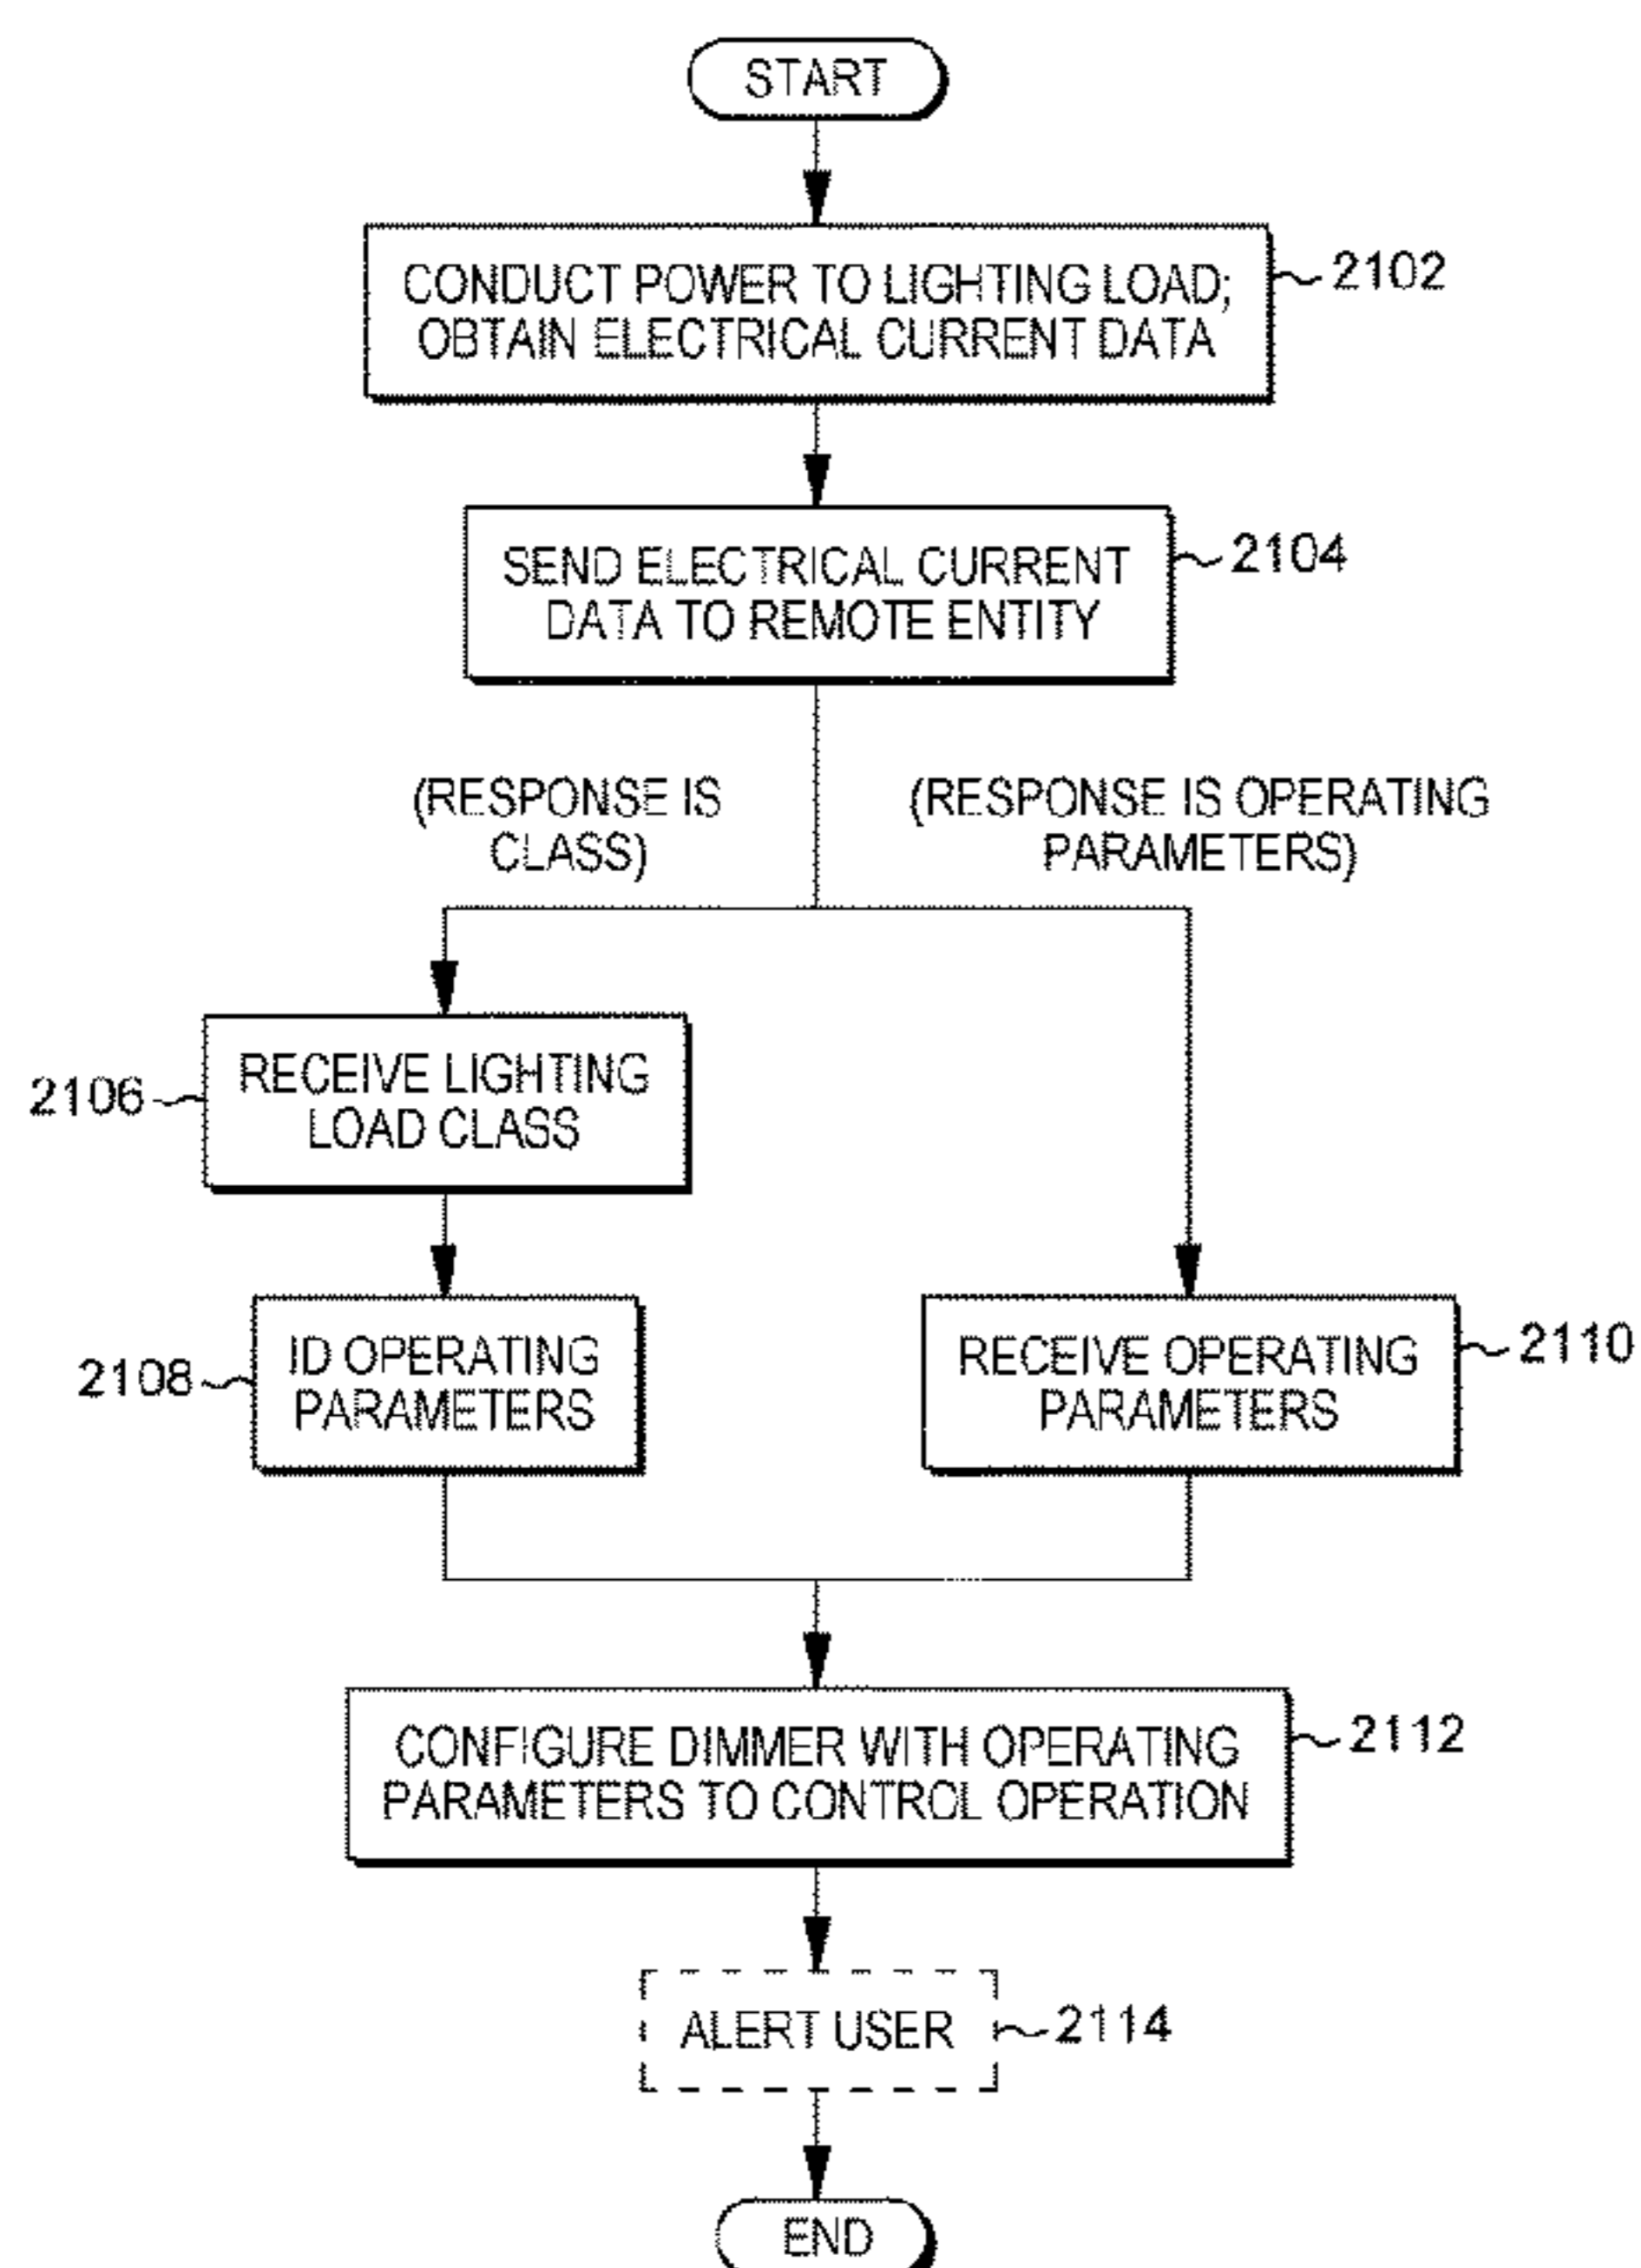 START
CONDUCT POWER TO LIGHTING LOAD;
OBTAIN ELECTRICAL CURRENT DATA
2102
SEND ELECTRICAL CURRENT
DATA TO REMOTE ENTITY
2104
(RESPONSE IS
CLASS)
(RESPONSE IS OPERATING
PARAMETERS)
RECEIVE LIGHTING
LOAD CLASS
2106
ID OPERATING
PARAMETERS
2108
RECEIVE OPERATING
PARAMETERS
2110
CONFIGURE DIMMER WITH OPERATING
PARAMETERS TO CONTROL OPERATION
2112
ALERT USER
2114
END